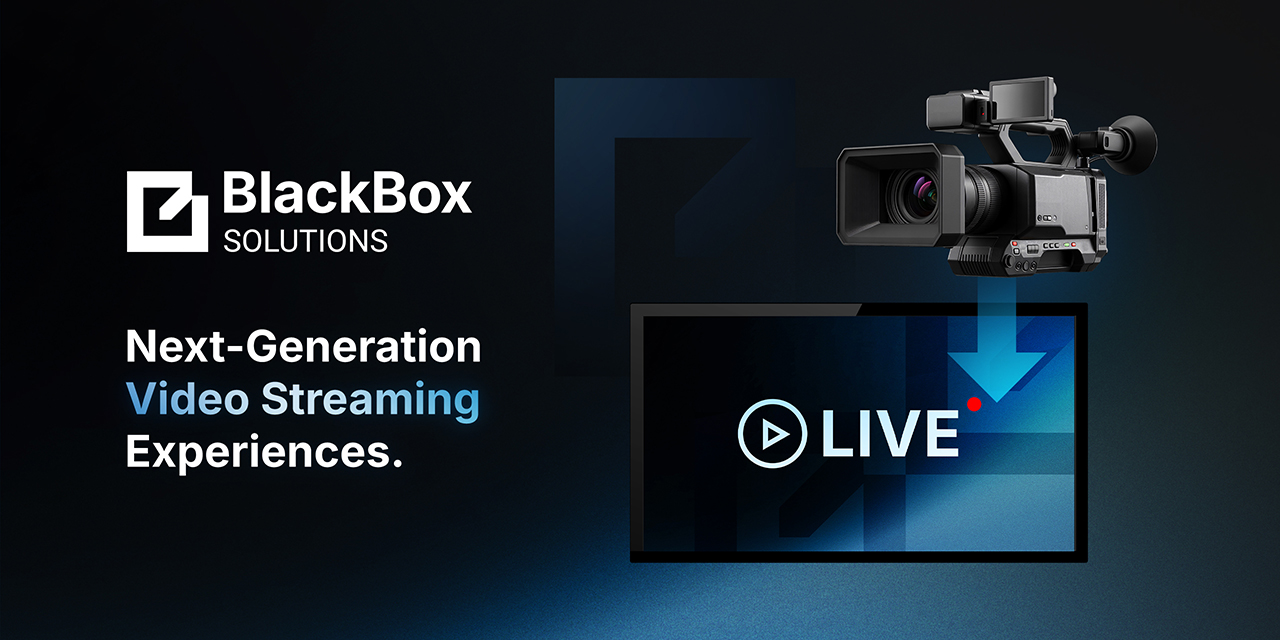 BlackBox
SOLUTIONS
Next-Generation
Video Streaming
Experiences.
LIVE